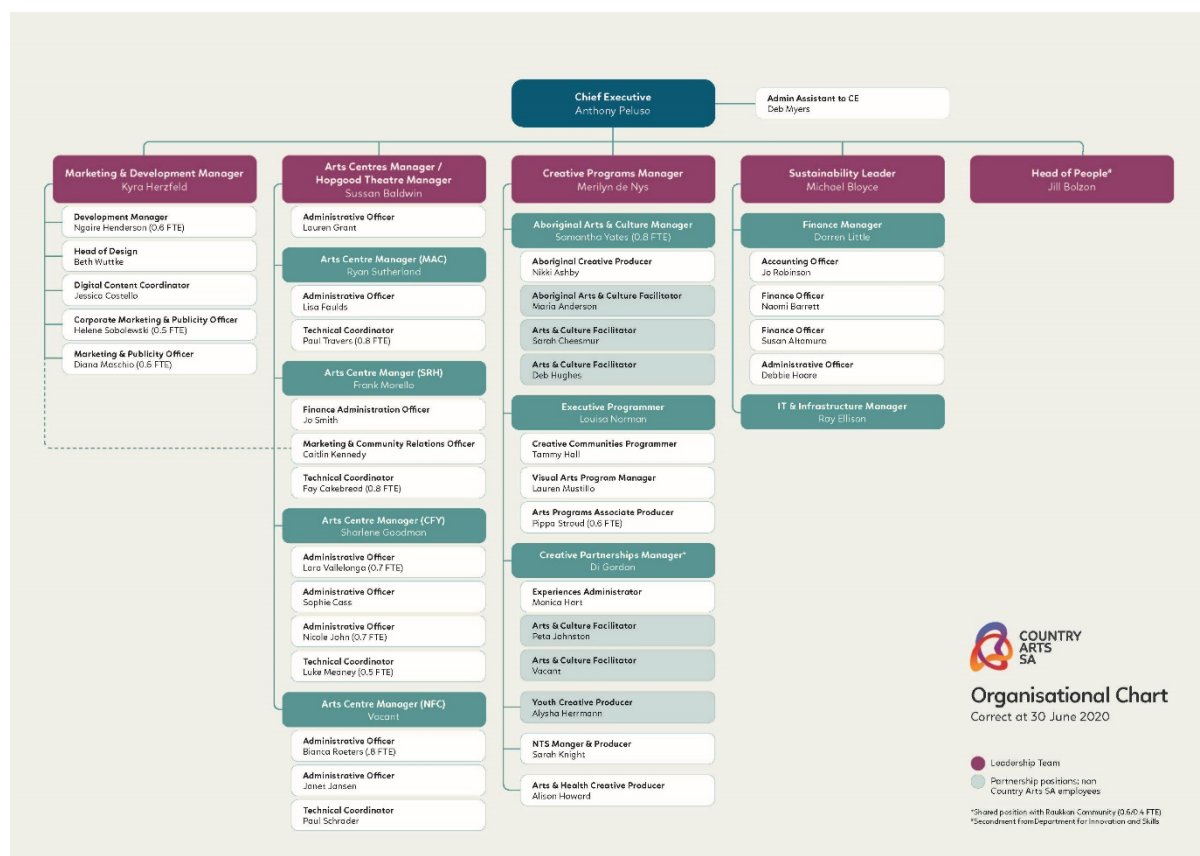 Chief Executive
Anthony Peluso
Admin Assistant to CE
Deb Myers
Marketing & Development Manager
Kyra Herzfeld
Development Manager
Ngaire Henderson (0.6 FTE)
Head of Design
Beth Wuttke
Digital Content Coordinator
Jessica Costello
Corporate Marketing & Publicity Officer
Helene Sobolewski (0.5 FTE)
Marketing & Publicity Officer
Diana Maschio (0.6 FTE)
Arts Centres Manager /
Hopgood Theatre Manager
Sussan Baldwin
Administrative Officer
Lauren Grant
Arts Centre Manager (MAC)
Ryan Sutherland
Administrative Officer
Lisa Faulds
Technical Coordinator
Paul Travers (0.8 FTE)
Arts Centre Manger (SRH)
Frank Morello
Finance Administration Officer
Jo Smith
Marketing & Community Relations Officer
Caitlin Kennedy
Technical Coordinator
Fay Cakebread (0.8 FTE)
Arts Centre Manager (CFY)
Sharlene Goodman
Administrative Officer
Lara Vallelonga (0.7 FTE)
Administrative Officer
Sophie Cass
Administrative Officer
Nicole John (0.7 FTE)
Technical Coordinator
Luke Meaney (0.5 FTE)
Arts Centre Manager (NFC)
Vacant
Administrative Officer
Bianca Roeters (.8 FTE)
Administrative Officer
Janet Jansen
Technical Coordinator
Paul Schrader
Creative Programs Manager
Merilyn de Nys
Aboriginal Arts & Culture Manager
Samantha Yates (0.8 FTE)
Aboriginal Creative Producer
Nikki Ashby
Aboriginal Arts & Culture Facilitator
Maria Anderson
Arts & Culture Facilitator
Sarah Cheesmur
Arts & Culture Facilitator
Deb Hughes
Executive Programmer
Louisa Norman
Creative Communities Programmer
Tammy Hall
Visual Arts Program Manager
Lauren Mustillo
Arts Programs Associate Producer
Pippa Stroud (0.6 FTE)
Creative Partnerships Manager*
Di Gordon
Experiences Administrator
Monica Hart
Arts & Culture Facilitator
Peta Johnston
Arts & Culture Facilitator
Vacant
Youth Creative Producer
Alysha Herrmann
NTS Manger & Producer
Sarah Knight
Arts & Health Creative Producer
Alison Howard
Sustainability Leader
Michael Bloyce
Finance Manager
Darren Little
Accounting Officer
Jo Robinson
Finance Officer
Naomi Barrett
Finance Officer
Susan Altamura
Administrative Officer
Debbie Hoare
IT & Infrastructure Manager
Ray Ellison
Head of People#
Jill Bolzon
COUNTRY
ARTS
SA
Organisational Chart
Correct at 30 June 2020
Leadership Team
Partnership positions; non
Country Arts SA employees
*Shared position with Raukkan Community (0.6/0.4 FTE)
#Secondment from Department for Innovation and Skills